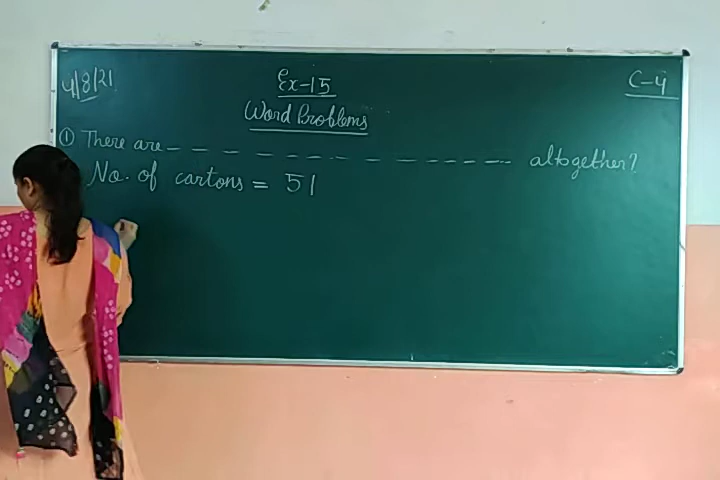 4/8/21
Ex-15
C-4
Word Problems
① There are - - - - - - - - - - - - altogether?
No. of cartons = 51